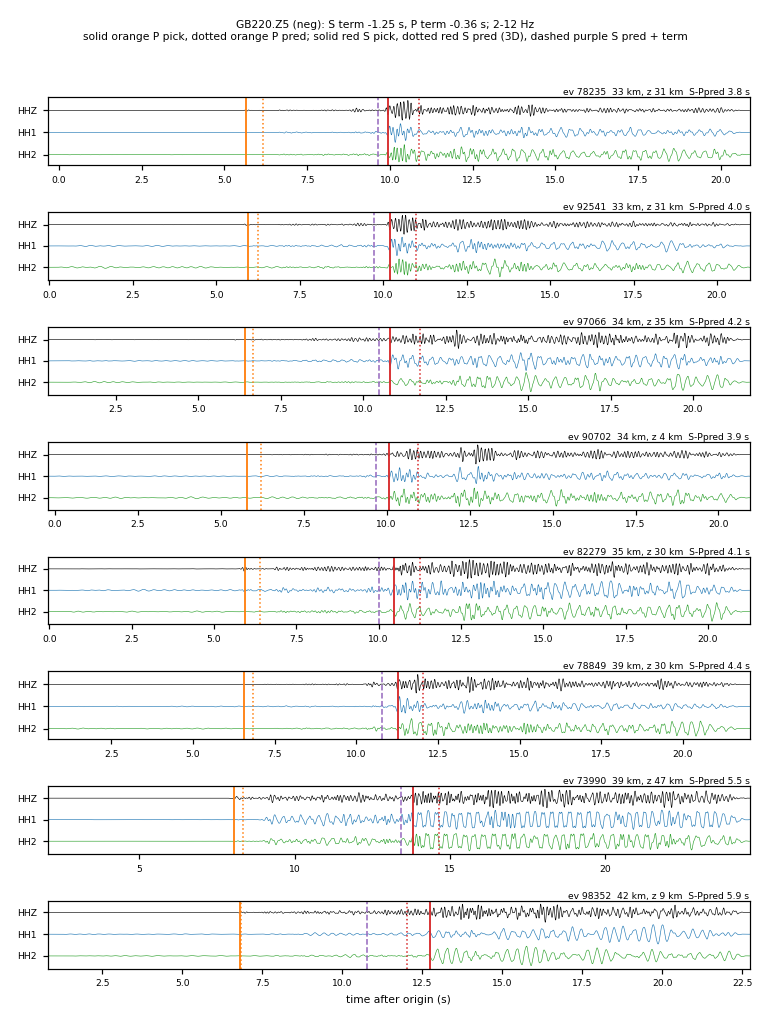 GB220.Z5 (neg): S term -1.25 s, P term -0.36 s; 2-12 Hz
solid orange P pick, dotted orange P pred; solid red S pick, dotted red S pred (3D), dashed purple S pred + term
ev 78235 33 km, z 31 km S-Ppred 3.8 s
HHZ
HH1
HH2
0.0 2.5 5.0 7.5 10.0 12.5 15.0 17.5 20.0
ev 92541 33 km, z 31 km S-Ppred 4.0 s
HHZ
HH1
HH2
0.0 2.5 5.0 7.5 10.0 12.5 15.0 17.5 20.0
ev 97066 34 km, z 35 km S-Ppred 4.2 s
HHZ
HH1
HH2
2.5 5.0 7.5 10.0 12.5 15.0 17.5 20.0
ev 90702 34 km, z 4 km S-Ppred 3.9 s
HHZ
HH1
HH2
0.0 2.5 5.0 7.5 10.0 12.5 15.0 17.5 20.0
ev 82279 35 km, z 30 km S-Ppred 4.1 s
HHZ
HH1
HH2
0.0 2.5 5.0 7.5 10.0 12.5 15.0 17.5 20.0
ev 78849 39 km, z 30 km S-Ppred 4.4 s
HHZ
HH1
HH2
2.5 5.0 7.5 10.0 12.5 15.0 17.5 20.0
ev 73990 39 km, z 47 km S-Ppred 5.5 s
HHZ
HH1
HH2
5 10 15 20
ev 98352 42 km, z 9 km S-Ppred 5.9 s
HHZ
HH1
HH2
2.5 5.0 7.5 10.0 12.5 15.0 17.5 20.0 22.5
time after origin (s)